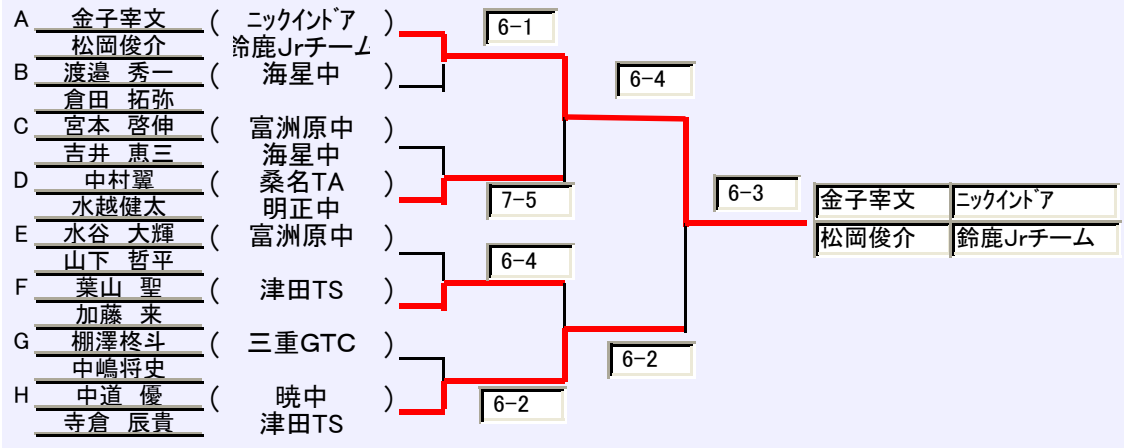 A 金子宰文 ( ニックインドア
松岡俊介 鈴鹿Jrチーム
B 渡邉 秀一 ( 海星中 )
倉田 拓弥
C 宮本 啓伸 ( 富洲原中 )
吉井 恵三 海星中
D 中村翼 ( 桑名TA )
水越健太 明正中
E 水谷 大輝 ( 富洲原中 )
山下 哲平
F 葉山 聖 ( 津田TS )
加藤 来
G 棚澤柊斗 ( 三重GTC )
中嶋将史
H 中道 優 ( 暁中 )
寺倉 辰貴 津田TS
6-1
7-5
6-4
6-2
6-4
6-2
6-3
金子宰文 ニックインドア
松岡俊介 鈴鹿Jrチーム